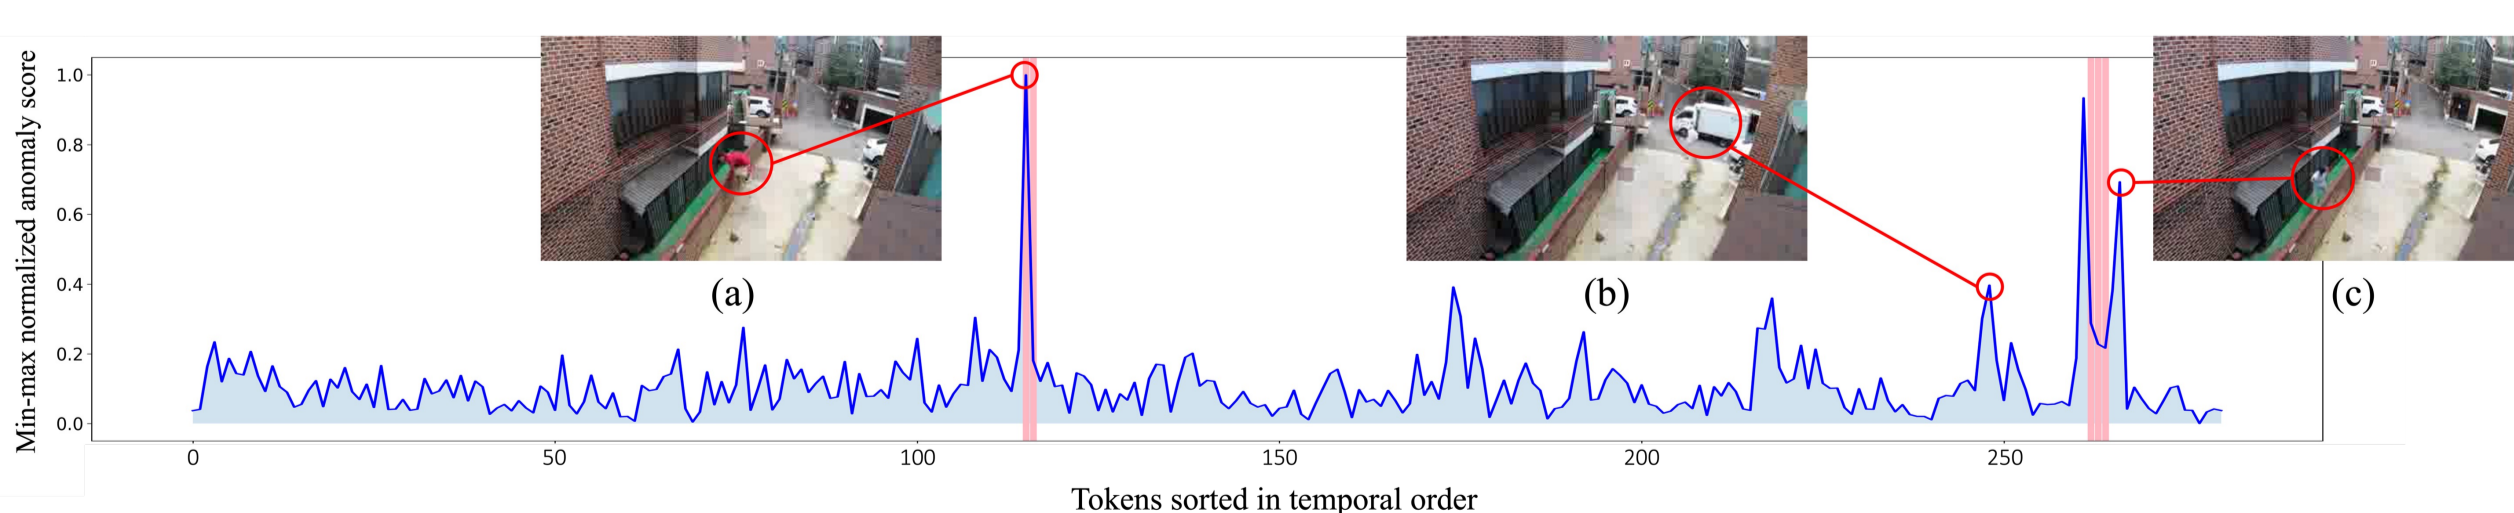 Min-max normalized anomaly score
1.0
0.8
0.6
0.4
0.2
0.0
(a)
(b)
(c)
0 50 100 150 200 250
Tokens sorted in temporal order